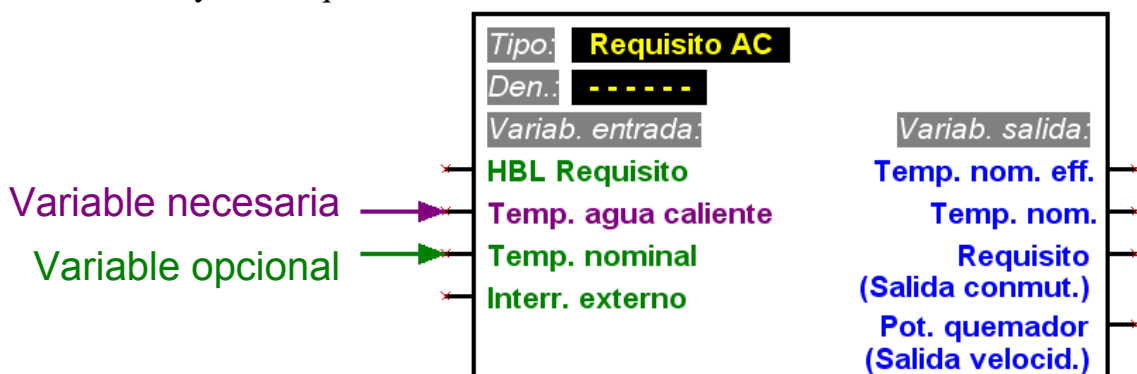 Tipo: Requisito AC
Den.: - - - - - -
Variab. entrada: Variab. salida:
HBL Requisito Temp. nom. eff.
Variable necesaria Temp. agua caliente Temp. nom.
Variable opcional Temp. nominal Requisito
(Salida conmut.)
Interr. externo
Pot. quemador
(Salida velocid.)